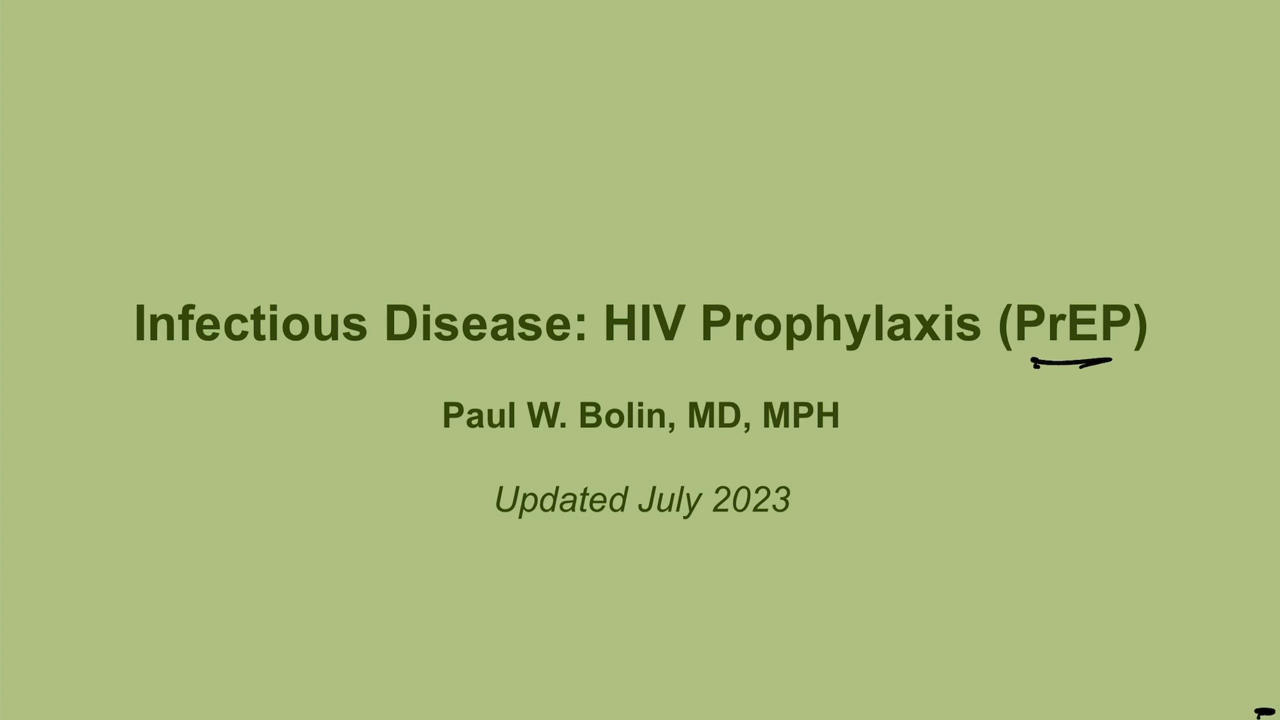 Infectious Disease: HIV Prophylaxis (PrEP)
Paul W. Bolin, MD, MPH
Updated July 2023